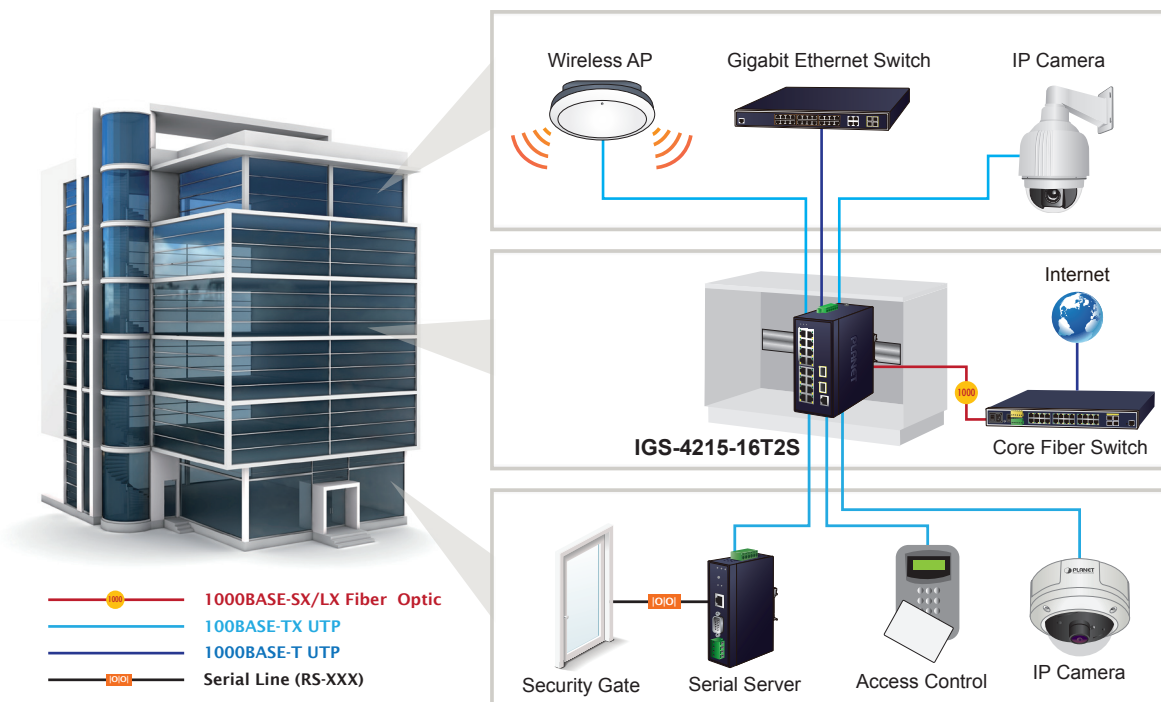 Wireless AP
Gigabit Ethernet Switch
IP Camera
Internet
PLANET
1000
IGS-4215-16T2S
Core Fiber Switch
1000 1000BASE-SX/LX Fiber Optic
100BASE-TX UTP
1000BASE-T UTP
|O|O| Serial Line (RS-XXX)
|O|O|
PLANET
Security Gate
Serial Server
Access Control
IP Camera